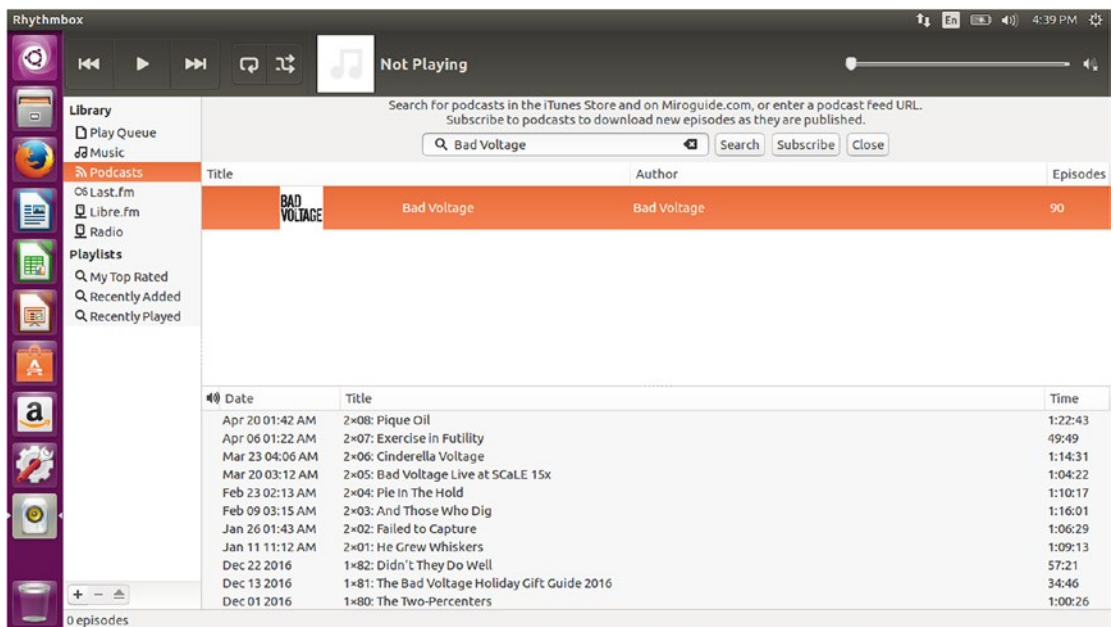 Rhythmbox
En
4:39 PM
Not Playing
Library
Play Queue
Music
Podcasts
Last.fm
Libre.fm
Radio
Playlists
My Top Rated
Recently Added
Recently Played
Search for podcasts in the iTunes Store and on Miroguide.com, or enter a podcast feed URL.
Subscribe to podcasts to download new episodes as they are published.
Bad Voltage Search Subscribe Close
Title Author Episodes
BAD
VOLTAGE
Bad Voltage Bad Voltage 90
Date Title Time
Apr 20 01:42 AM 2×08: Pique Oil 1:22:43
Apr 06 01:22 AM 2×07: Exercise in Futility 49:49
Mar 23 04:06 AM 2×06: Cinderella Voltage 1:14:31
Mar 20 03:12 AM 2×05: Bad Voltage Live at SCaLE 15x 1:04:22
Feb 23 02:13 AM 2×04: Pie In The Hold 1:10:17
Feb 09 03:15 AM 2×03: And Those Who Dig 1:16:01
Jan 26 01:43 AM 2×02: Failed to Capture 1:06:29
Jan 11 11:12 AM 2×01: He Grew Whiskers 1:09:13
Dec 22 2016 1×82: Didn't They Do Well 57:21
Dec 13 2016 1×81: The Bad Voltage Holiday Gift Guide 2016 34:46
Dec 01 2016 1×80: The Two-Percenters 1:00:26
0 episodes
a